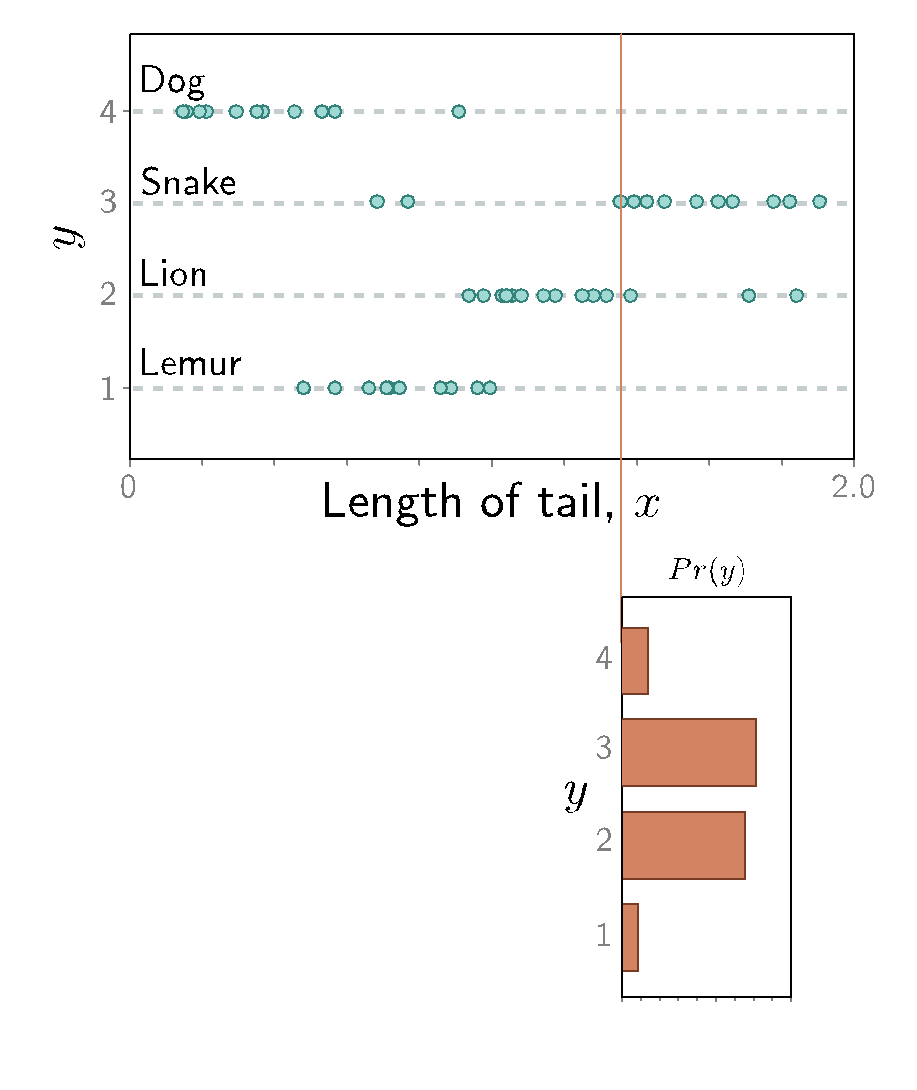 Dog
4
Snake
3
y
Lion
2
Lemur
1
0 2.0
Length of tail, x
Pr(y)
4
3
y
2
1